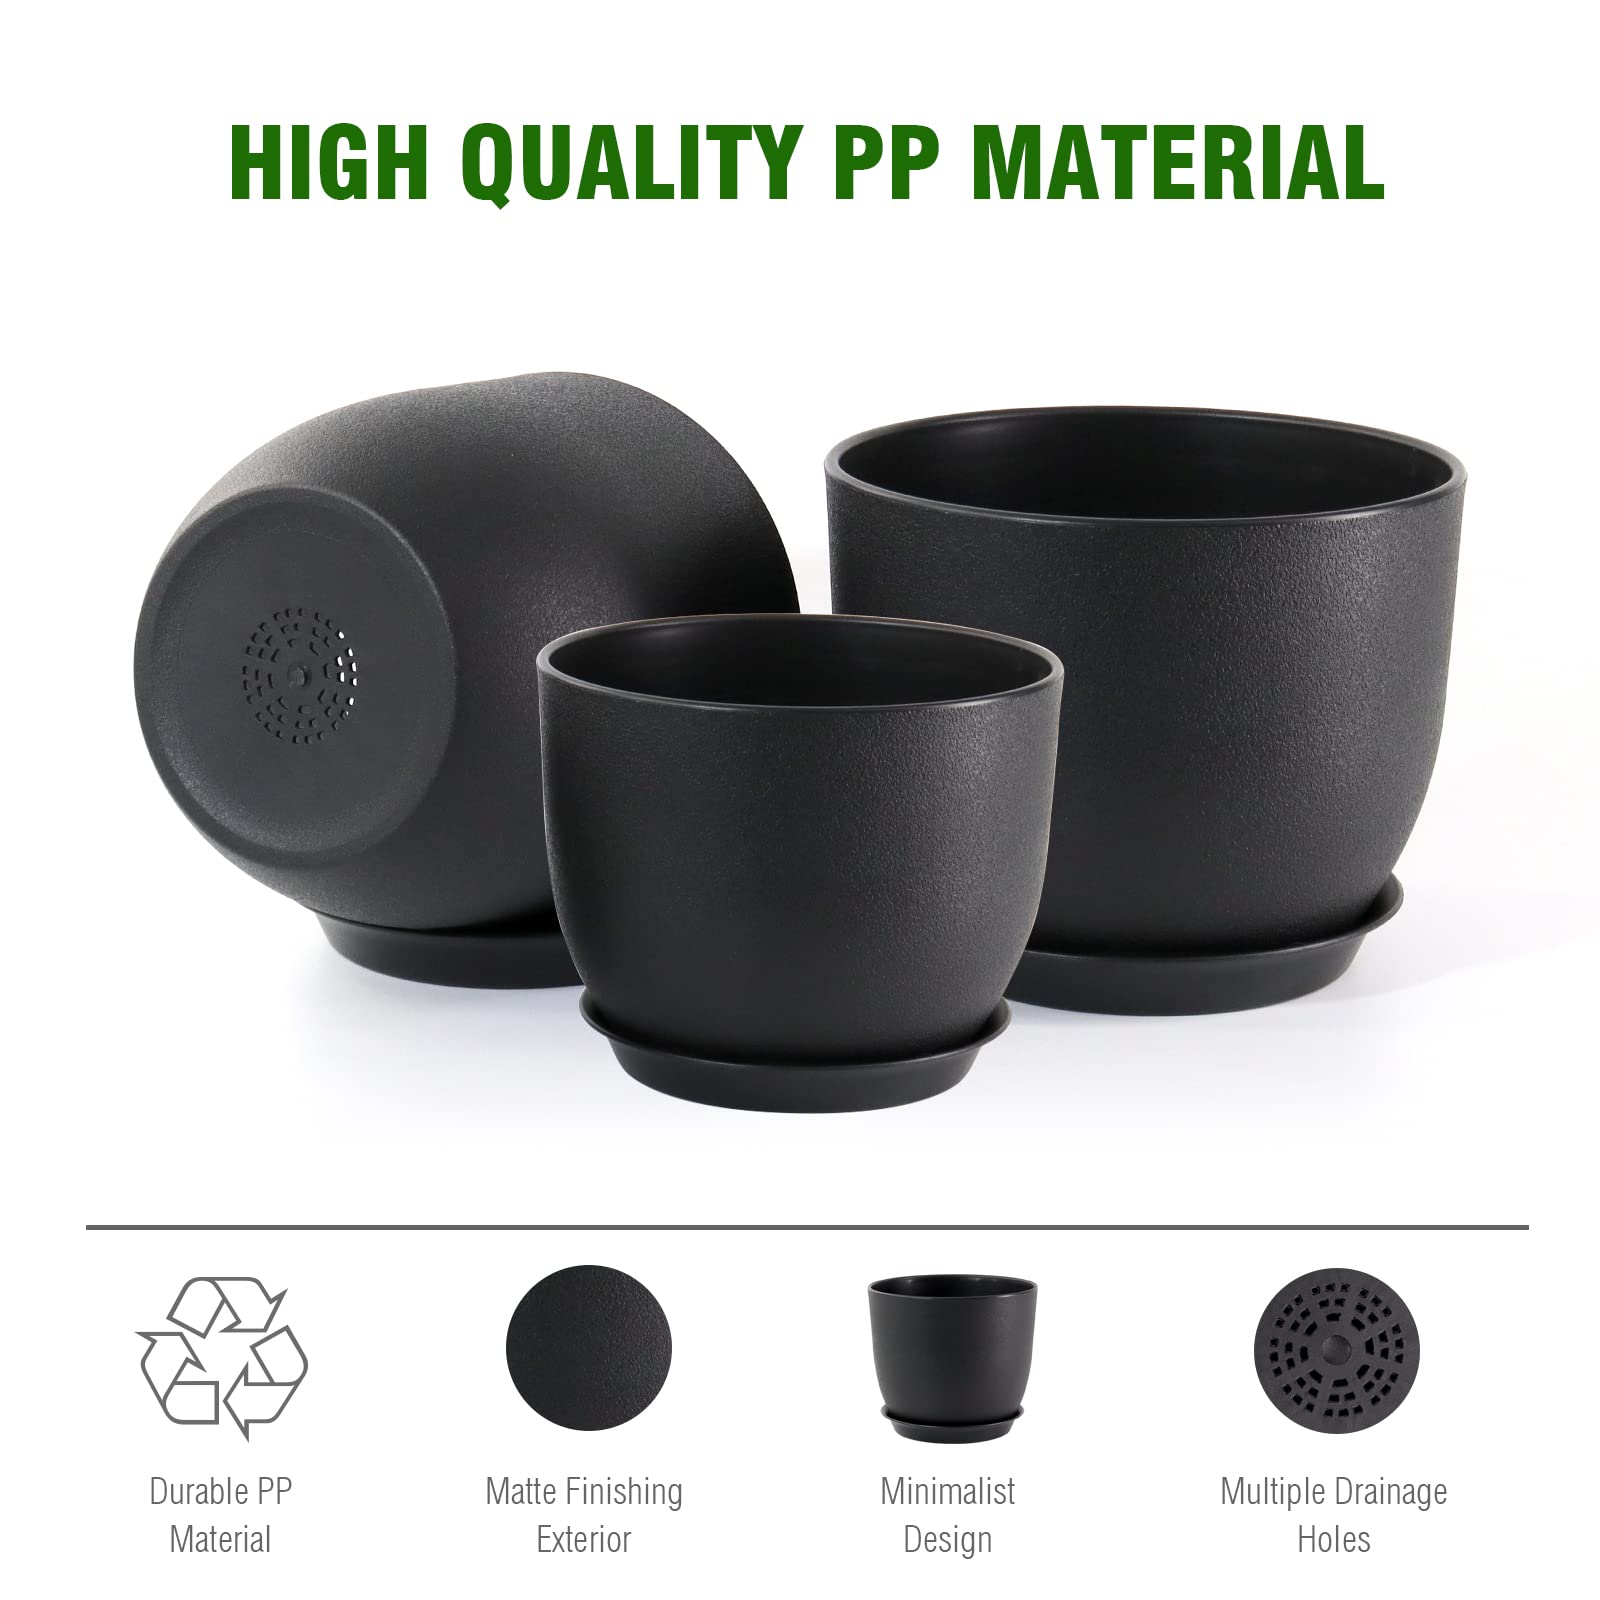 HIGH QUALITY PP MATERIAL
Durable PP
Material
Matte Finishing
Exterior
Minimalist
Design
Multiple Drainage
Holes